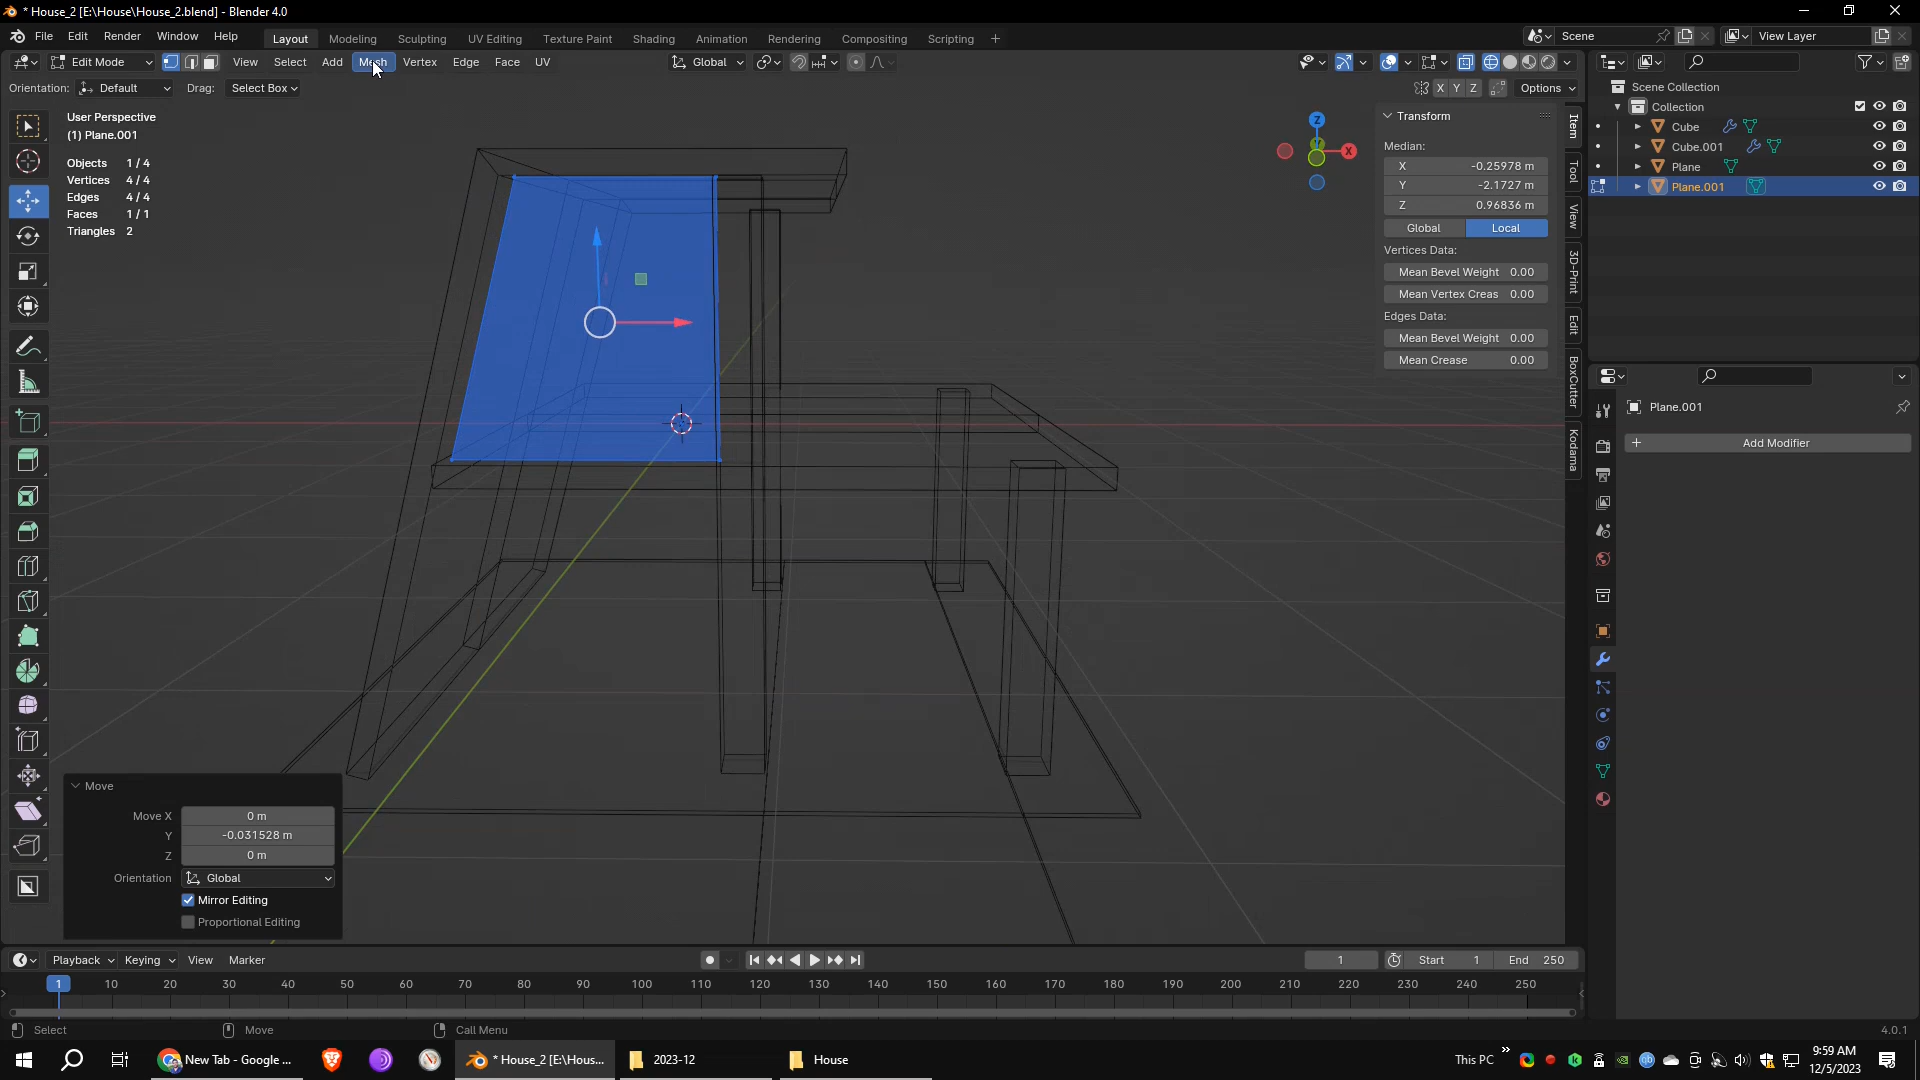 * House_2 [E:\House\House_2.blend] - Blender 4.0
File Edit Render Window Help Layout Modeling Sculpting UV Editing Texture Paint Shading Animation Rendering Compositing Scripting + Scene View Layer
Edit Mode View Select Add Mesh Vertex Edge Face UV Global
Orientation: Default Drag: Select Box X Y Z Options
User Perspective
(1) Plane.001
Objects 1 / 4
Vertices 4 / 4
Edges 4 / 4
Faces 1 / 1
Triangles 2
Z
X
Transform
Median:
X -0.25978 m
Y -2.1727 m
Z 0.96836 m
Global Local
Vertices Data:
Mean Bevel Weight 0.00
Mean Vertex Creas 0.00
Edges Data:
Mean Bevel Weight 0.00
Mean Crease 0.00
Item
Tool
View
3D-Print
Edit
BoxCutter
Kodama
Scene Collection
Collection
Cube
Cube.001
Plane
Plane.001
Plane.001
+ Add Modifier
Move
Move X 0 m
Y -0.031528 m
Z 0 m
Orientation Global
Mirror Editing
Proportional Editing
Playback Keying View Marker 1 Start 1 End 250
1 10 20 30 40 50 60 70 80 90 100 110 120 130 140 150 160 170 180 190 200 210 220 230 240 250
Select Move Call Menu 4.0.1
New Tab - Google ... * House_2 [E:\Hous... 2023-12 House This PC » 9:59 AM
12/5/2023